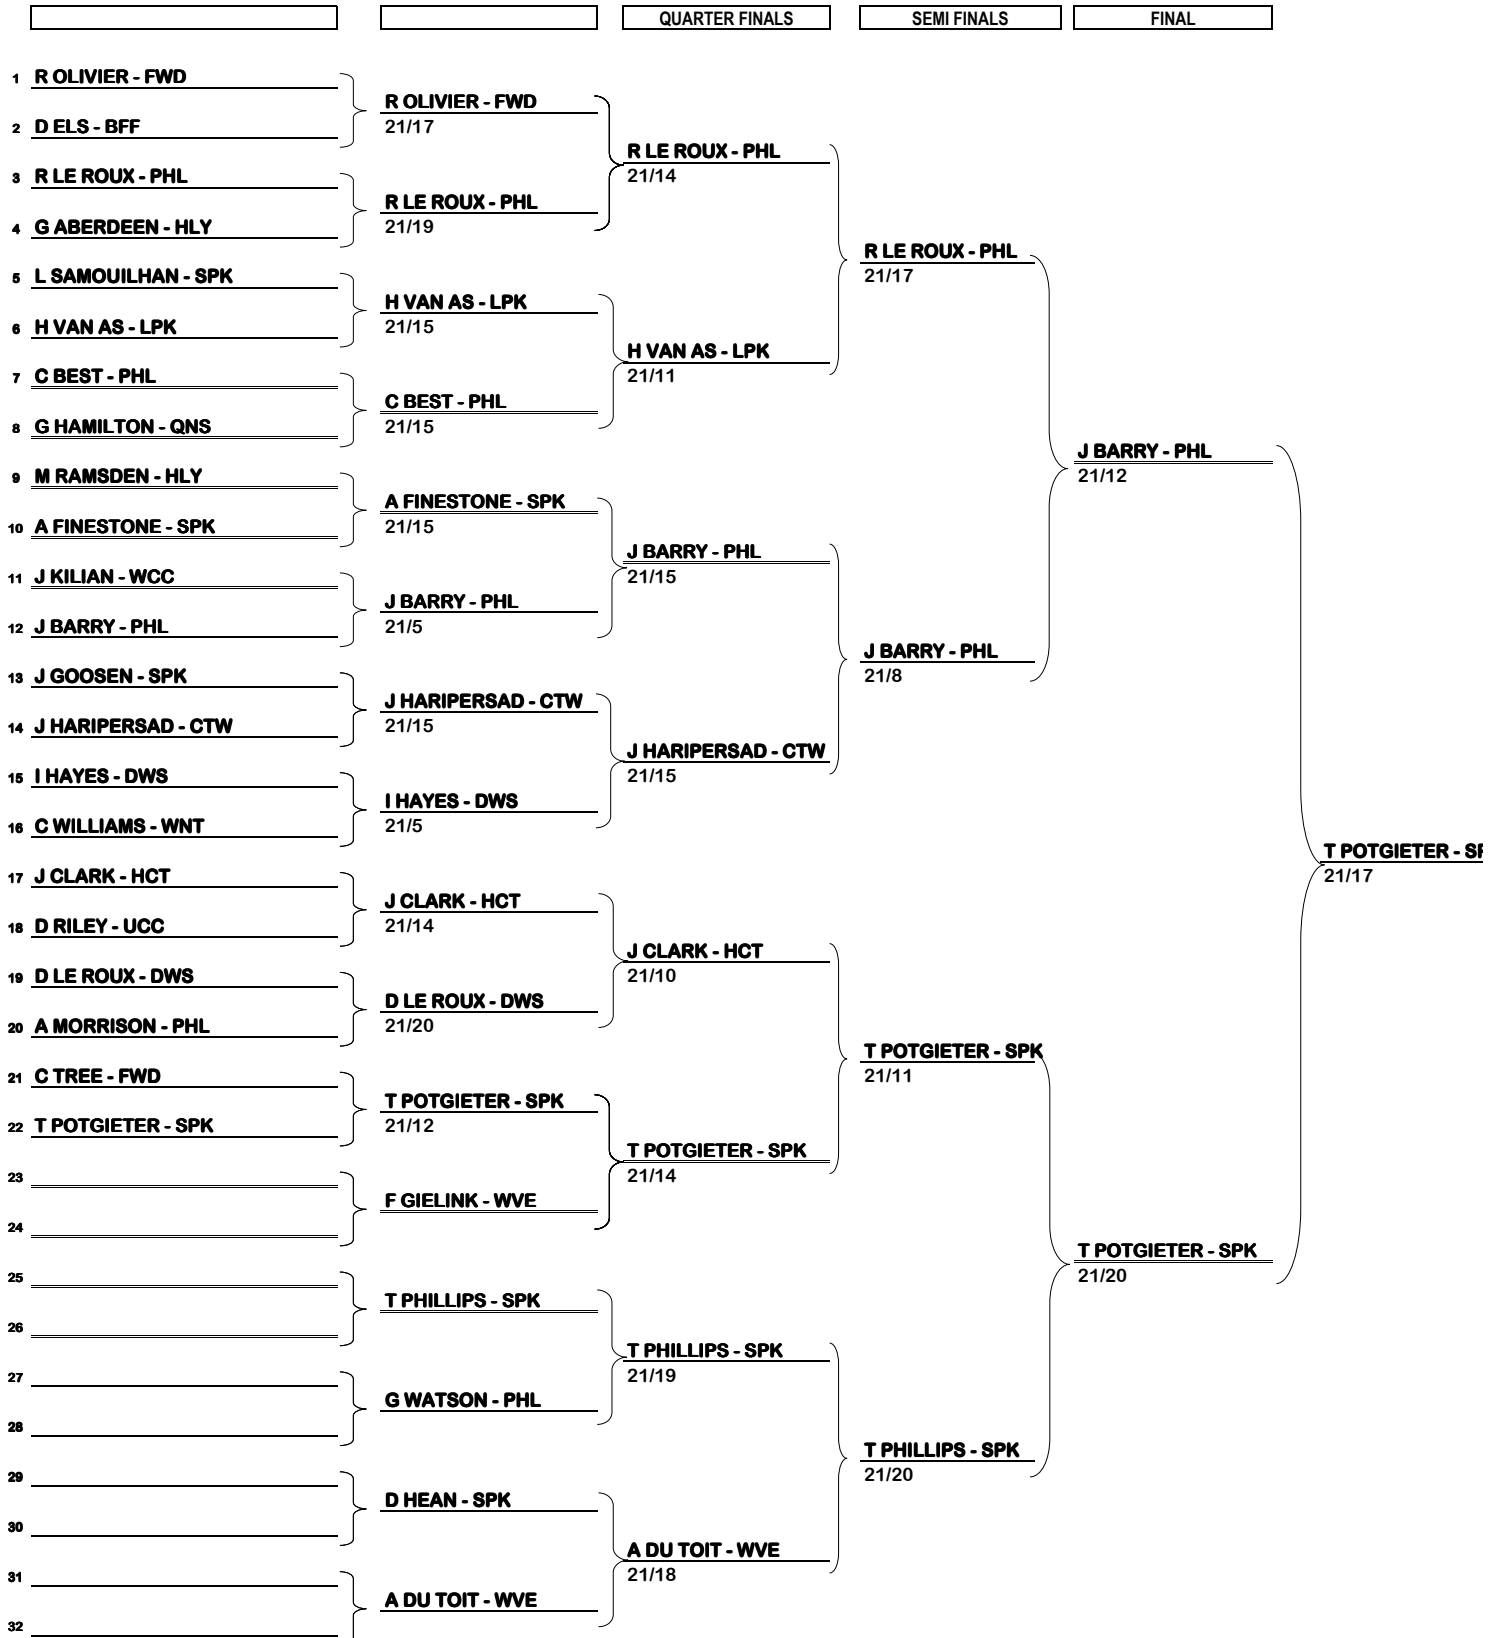 QUARTER FINALS
SEMI FINALS
FINAL
1 R OLIVIER - FWD
2 D ELS - BFF
3 R LE ROUX - PHL
4 G ABERDEEN - HLY
5 L SAMOUILHAN - SPK
6 H VAN AS - LPK
7 C BEST - PHL
8 G HAMILTON - QNS
9 M RAMSDEN - HLY
10 A FINESTONE - SPK
11 J KILIAN - WCC
12 J BARRY - PHL
13 J GOOSEN - SPK
14 J HARIPERSAD - CTW
15 I HAYES - DWS
16 C WILLIAMS - WNT
17 J CLARK - HCT
18 D RILEY - UCC
19 D LE ROUX - DWS
20 A MORRISON - PHL
21 C TREE - FWD
22 T POTGIETER - SPK
23
24
25
26
27
28
29
30
31
32
R OLIVIER - FWD
21/17
R LE ROUX - PHL
21/19
H VAN AS - LPK
21/15
C BEST - PHL
21/15
A FINESTONE - SPK
21/15
J BARRY - PHL
21/5
J HARIPERSAD - CTW
21/15
I HAYES - DWS
21/5
J CLARK - HCT
21/14
D LE ROUX - DWS
21/20
T POTGIETER - SPK
21/12
F GIELINK - WVE
T PHILLIPS - SPK
G WATSON - PHL
D HEAN - SPK
A DU TOIT - WVE
R LE ROUX - PHL
21/14
H VAN AS - LPK
21/11
J BARRY - PHL
21/15
J HARIPERSAD - CTW
21/15
J CLARK - HCT
21/10
T POTGIETER - SPK
21/14
T PHILLIPS - SPK
21/19
A DU TOIT - WVE
21/18
R LE ROUX - PHL
21/17
J BARRY - PHL
21/8
T POTGIETER - SPK
21/11
T PHILLIPS - SPK
21/20
J BARRY - PHL
21/12
T POTGIETER - SPK
21/20
T POTGIETER -
21/17